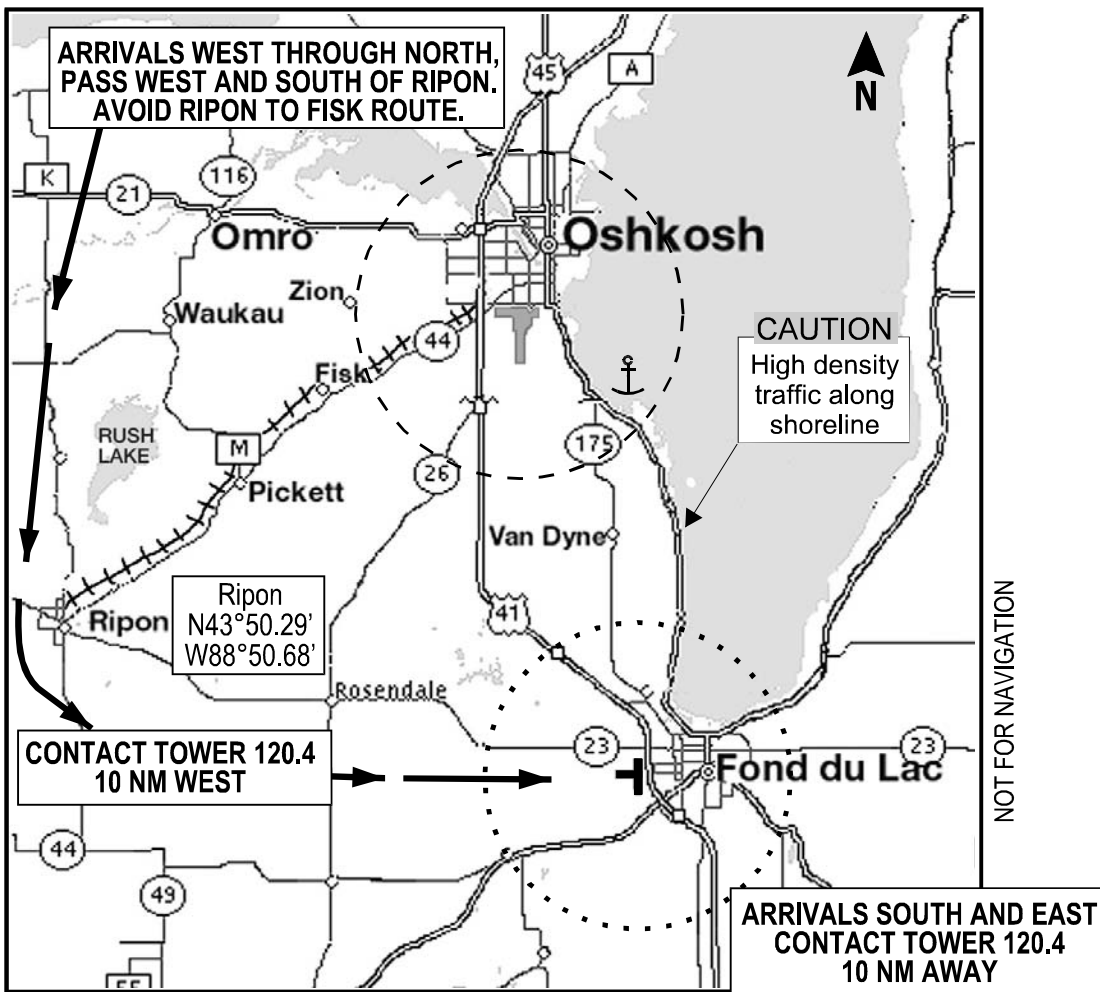 ARRIVALS WEST THROUGH NORTH,
PASS WEST AND SOUTH OF RIPON.
AVOID RIPON TO FISK ROUTE.
45
A
N
K
21
116
Omro
Oshkosh
Zion
Waukau
44
CAUTION
High density
traffic along
shoreline
Fisk
RUSH
LAKE
M
175
26
Pickett
Van Dyne
Ripon
N43°50.29'
W88°50.68'
Ripon
41
NOT FOR NAVIGATION
Rosendale
CONTACT TOWER 120.4
10 NM WEST
23
23
Fond du Lac
44
49
ARRIVALS SOUTH AND EAST
CONTACT TOWER 120.4
10 NM AWAY